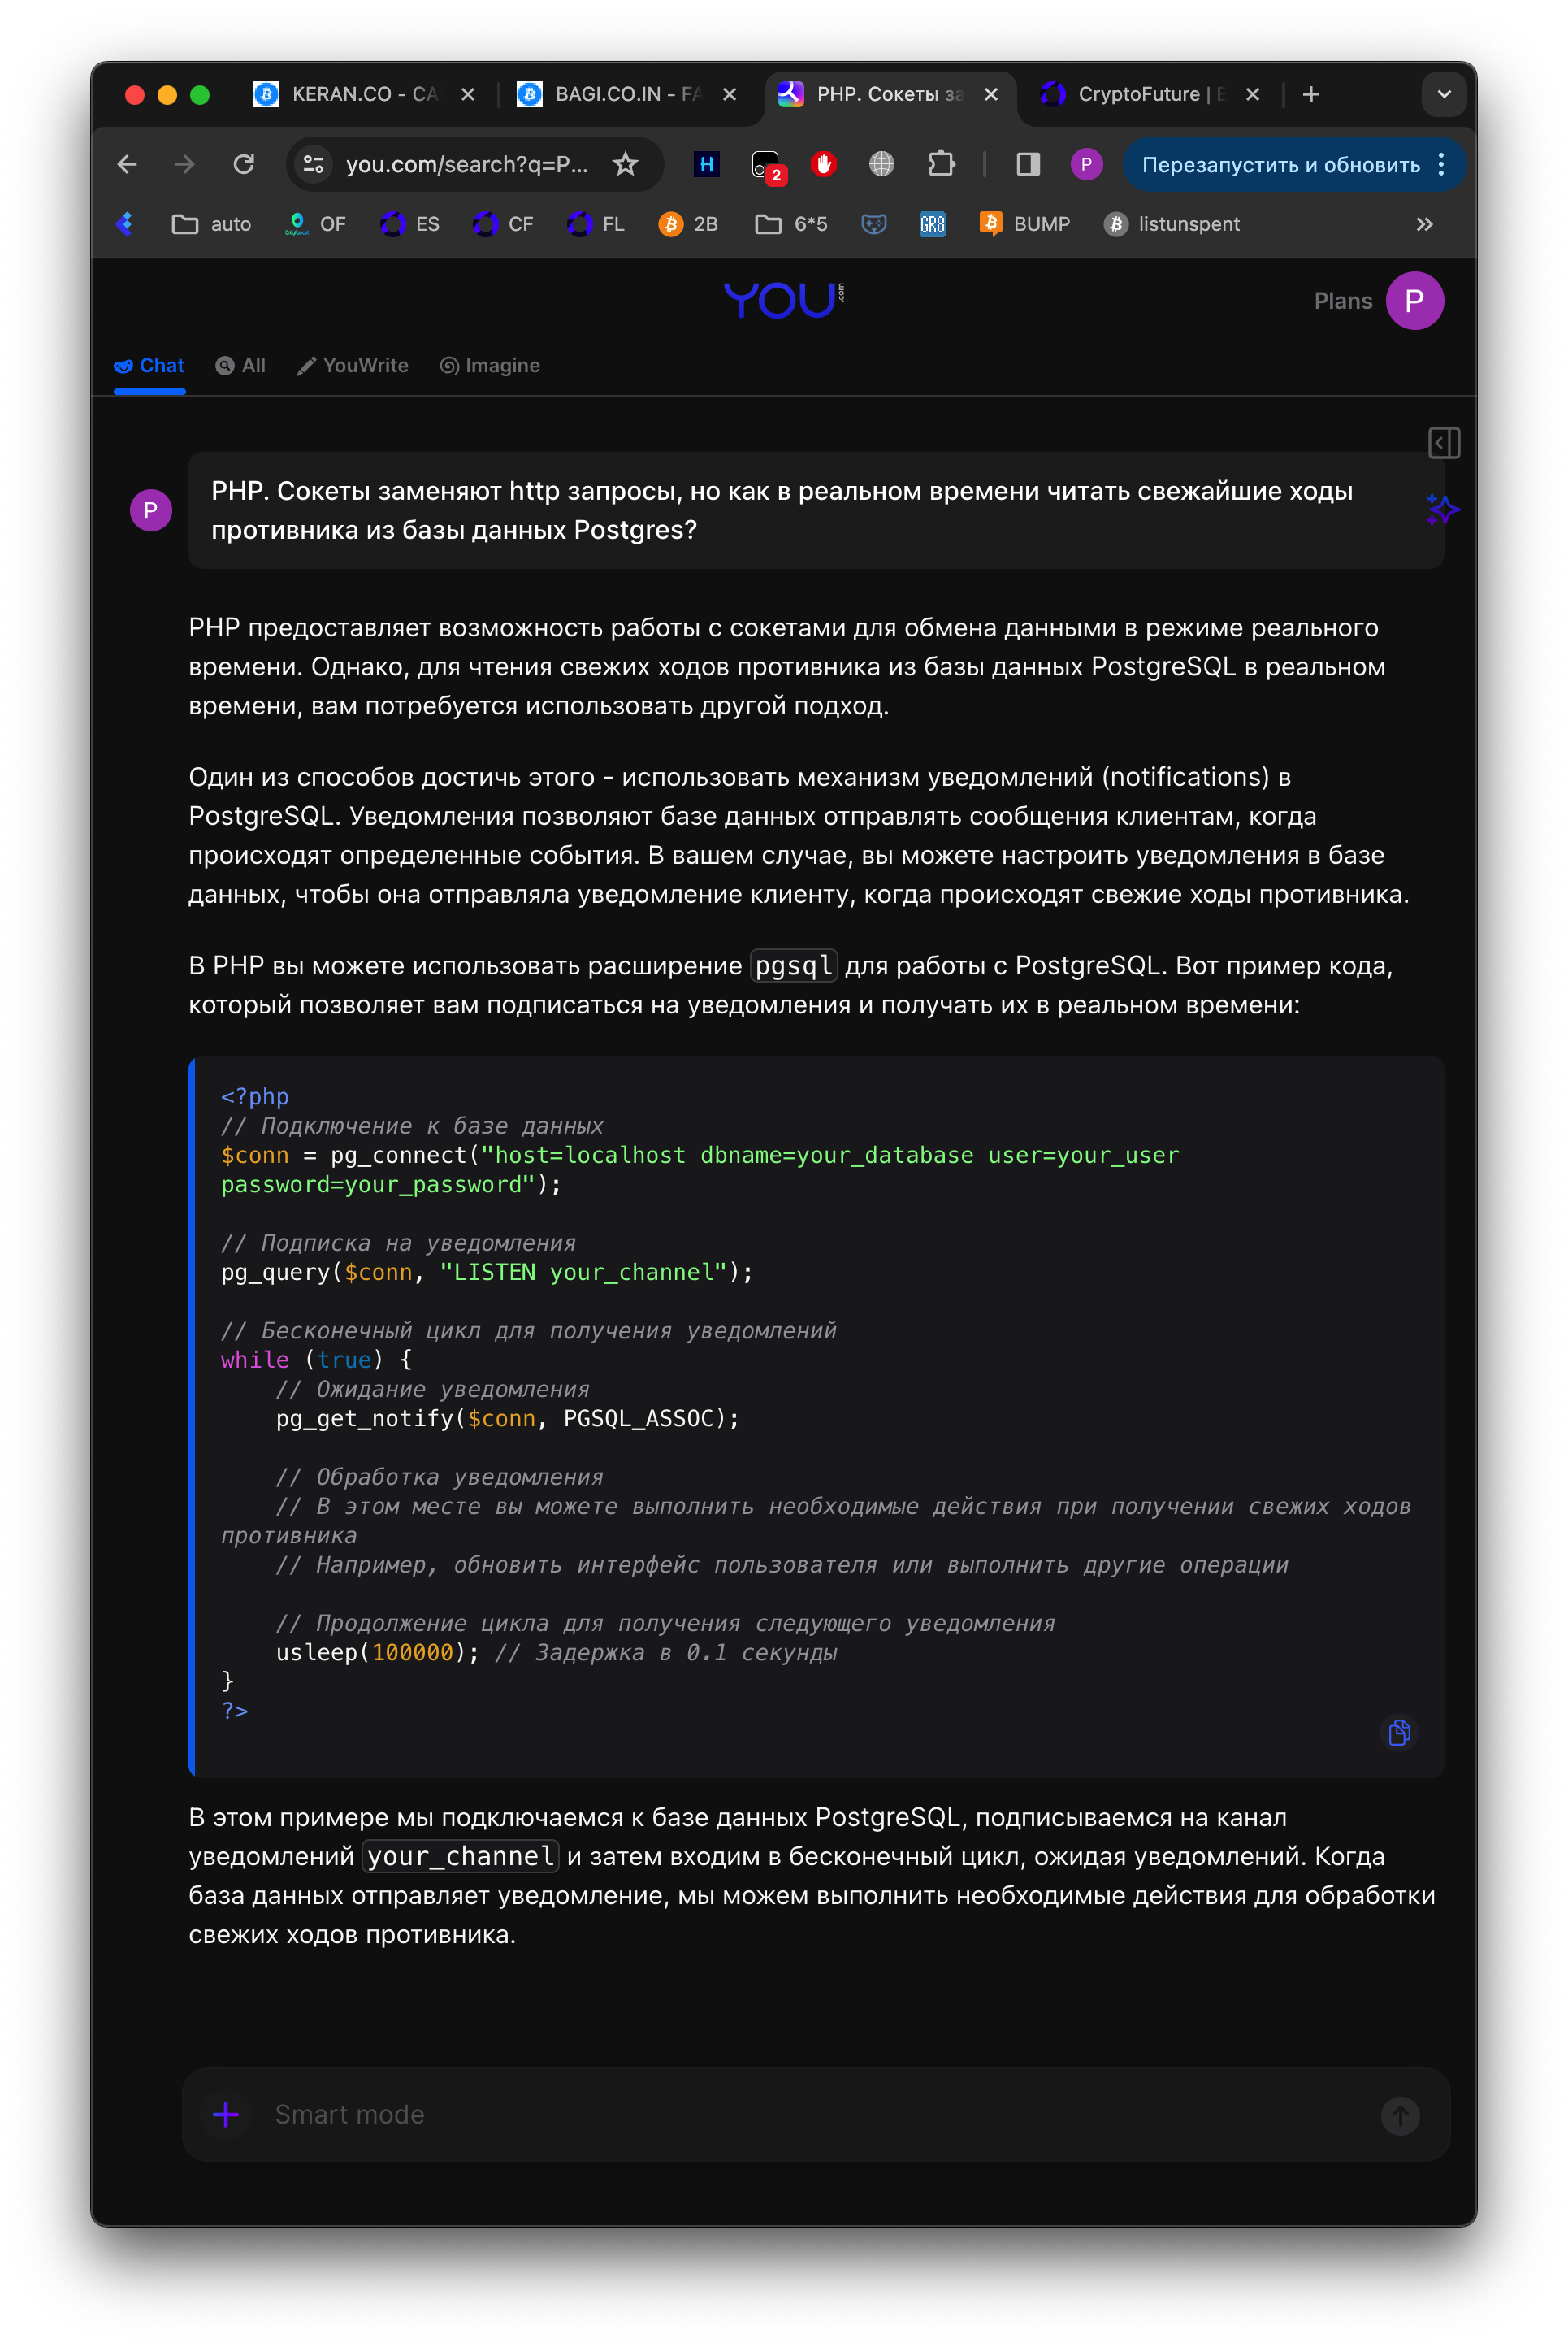 KERAN.CO - CA
BAGI.CO.IN - FA
PHP. Сокеты за
CryptoFuture | E
you.com/search?q=P...
2
P
Перезапустить и обновить
auto
OF
ES
CF
FL
2B
6*5
GR8
BUMP
listunspent
YOU.com
Plans
P
Chat
All
YouWrite
Imagine
P
PHP. Сокеты заменяют http запросы, но как в реальном времени читать свежайшие ходы
противника из базы данных Postgres?
PHP предоставляет возможность работы с сокетами для обмена данными в режиме реального
времени. Однако, для чтения свежих ходов противника из базы данных PostgreSQL в реальном
времени, вам потребуется использовать другой подход.
Один из способов достичь этого - использовать механизм уведомлений (notifications) в
PostgreSQL. Уведомления позволяют базе данных отправлять сообщения клиентам, когда
происходят определенные события. В вашем случае, вы можете настроить уведомления в базе
данных, чтобы она отправляла уведомление клиенту, когда происходят свежие ходы противника.
В PHP вы можете использовать расширение pgsql для работы с PostgreSQL. Вот пример кода,
который позволяет вам подписаться на уведомления и получать их в реальном времени:
<?php
// Подключение к базе данных
$conn = pg_connect("host=localhost dbname=your_database user=your_user
password=your_password");
// Подписка на уведомления
pg_query($conn, "LISTEN your_channel");
// Бесконечный цикл для получения уведомлений
while (true) {
    // Ожидание уведомления
    pg_get_notify($conn, PGSQL_ASSOC);
    // Обработка уведомления
    // В этом месте вы можете выполнить необходимые действия при получении свежих ходов
противника
    // Например, обновить интерфейс пользователя или выполнить другие операции
    // Продолжение цикла для получения следующего уведомления
    usleep(100000); // Задержка в 0.1 секунды
}
?>
В этом примере мы подключаемся к базе данных PostgreSQL, подписываемся на канал
уведомлений your_channel и затем входим в бесконечный цикл, ожидая уведомлений. Когда
база данных отправляет уведомление, мы можем выполнить необходимые действия для обработки
свежих ходов противника.
Smart mode